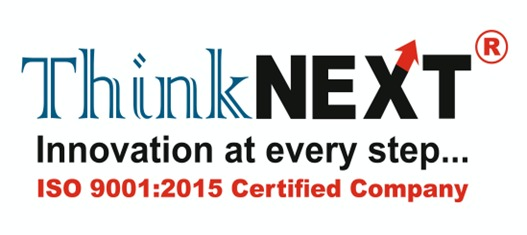 ThinkNEXT®
Innovation at every step...
ISO 9001:2015 Certified Company